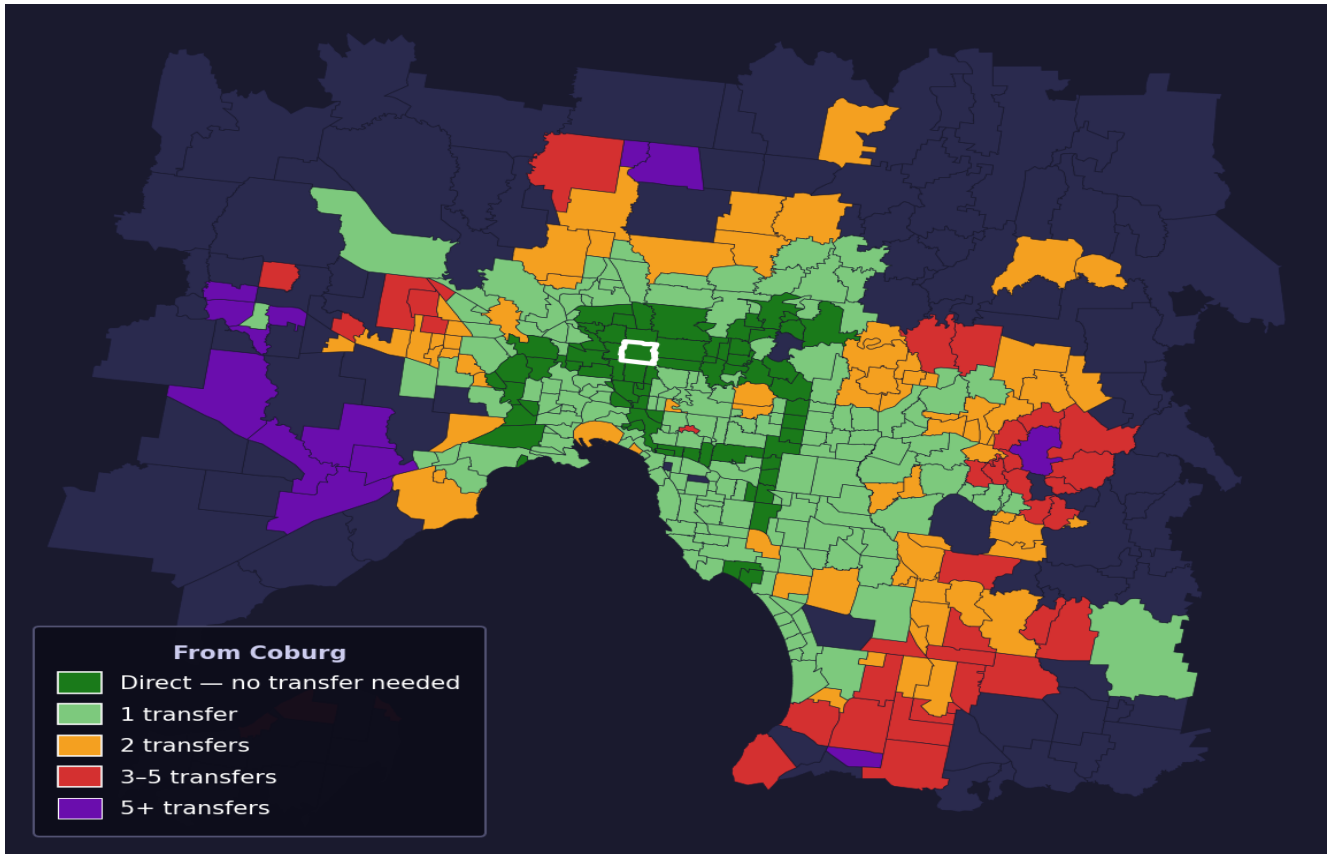 From Coburg
Direct — no transfer needed
1 transfer
2 transfers
3–5 transfers
5+ transfers